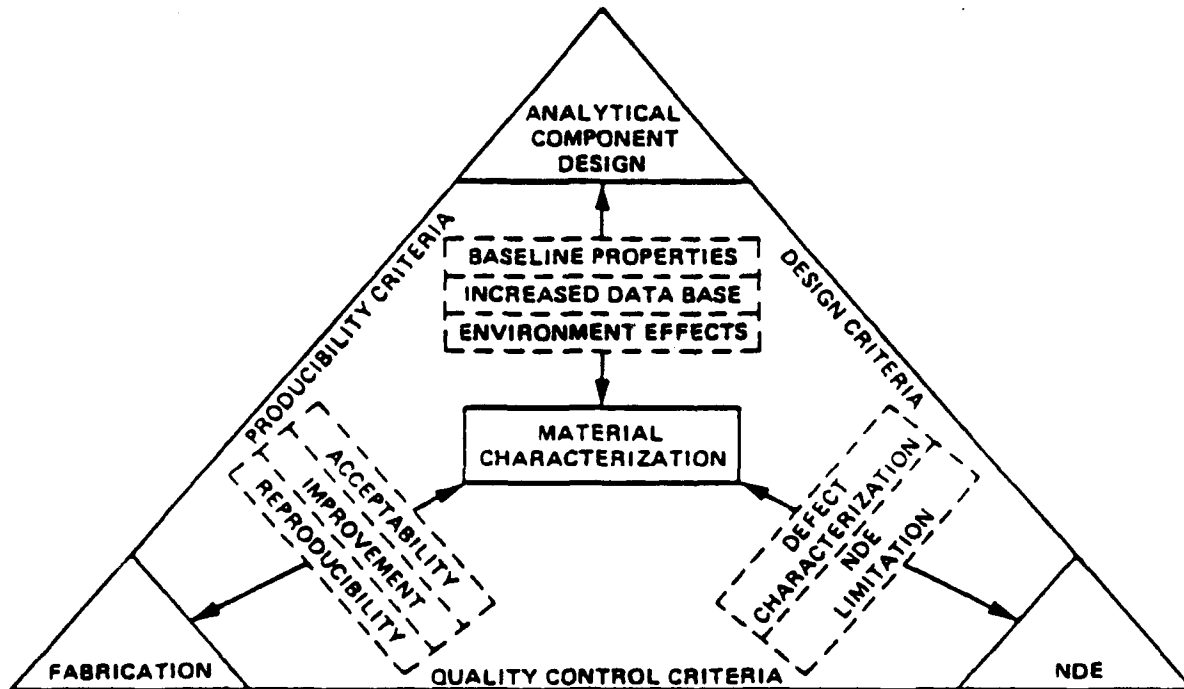 ANALYTICAL
COMPONENT
DESIGN
PRODUCIBILITY CRITERIA
DESIGN CRITERIA
BASELINE PROPERTIES
INCREASED DATA BASE
ENVIRONMENT EFFECTS
MATERIAL
CHARACTERIZATION
ACCEPTABILITY
IMPROVEMENT
REPRODUCIBILITY
DEFECT
CHARACTERIZATION
NDE
LIMITATION
FABRICATION
QUALITY CONTROL CRITERIA
NDE